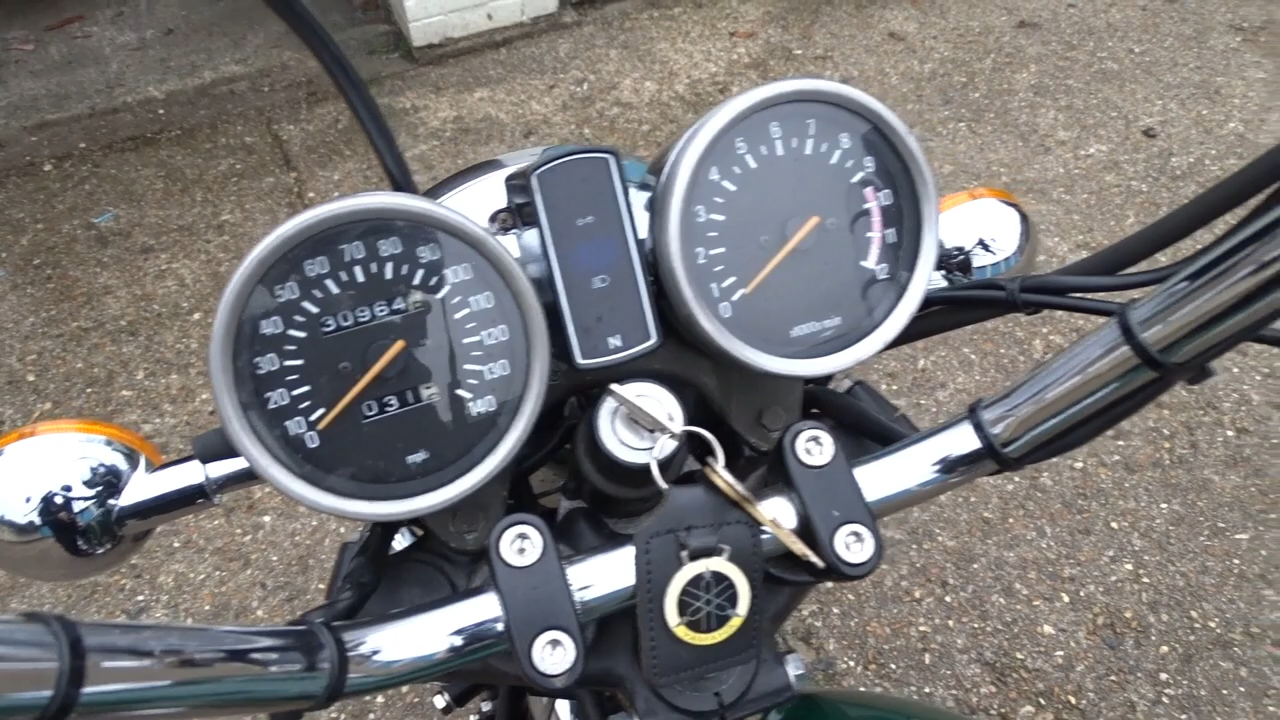 0 10 20 30 40 50 60 70 80 90 100 110 120 130 140
30964
031
mph
N
0 1 2 3 4 5 6 7 8 9 10 11 12
x1000r/min
YAMAHA